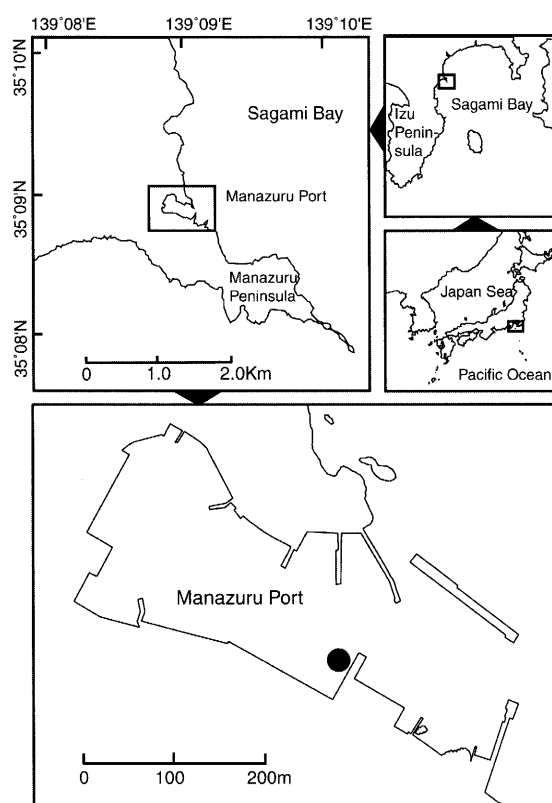 139°08'E 139°09'E 139°10'E
35°10'N
35°09'N
35°08'N
Sagami Bay
Manazuru Port
Manazuru
Peninsula
0 1.0 2.0Km
Izu
Penin-
sula
Sagami Bay
Japan Sea
Pacific Ocean
Manazuru Port
0 100 200m